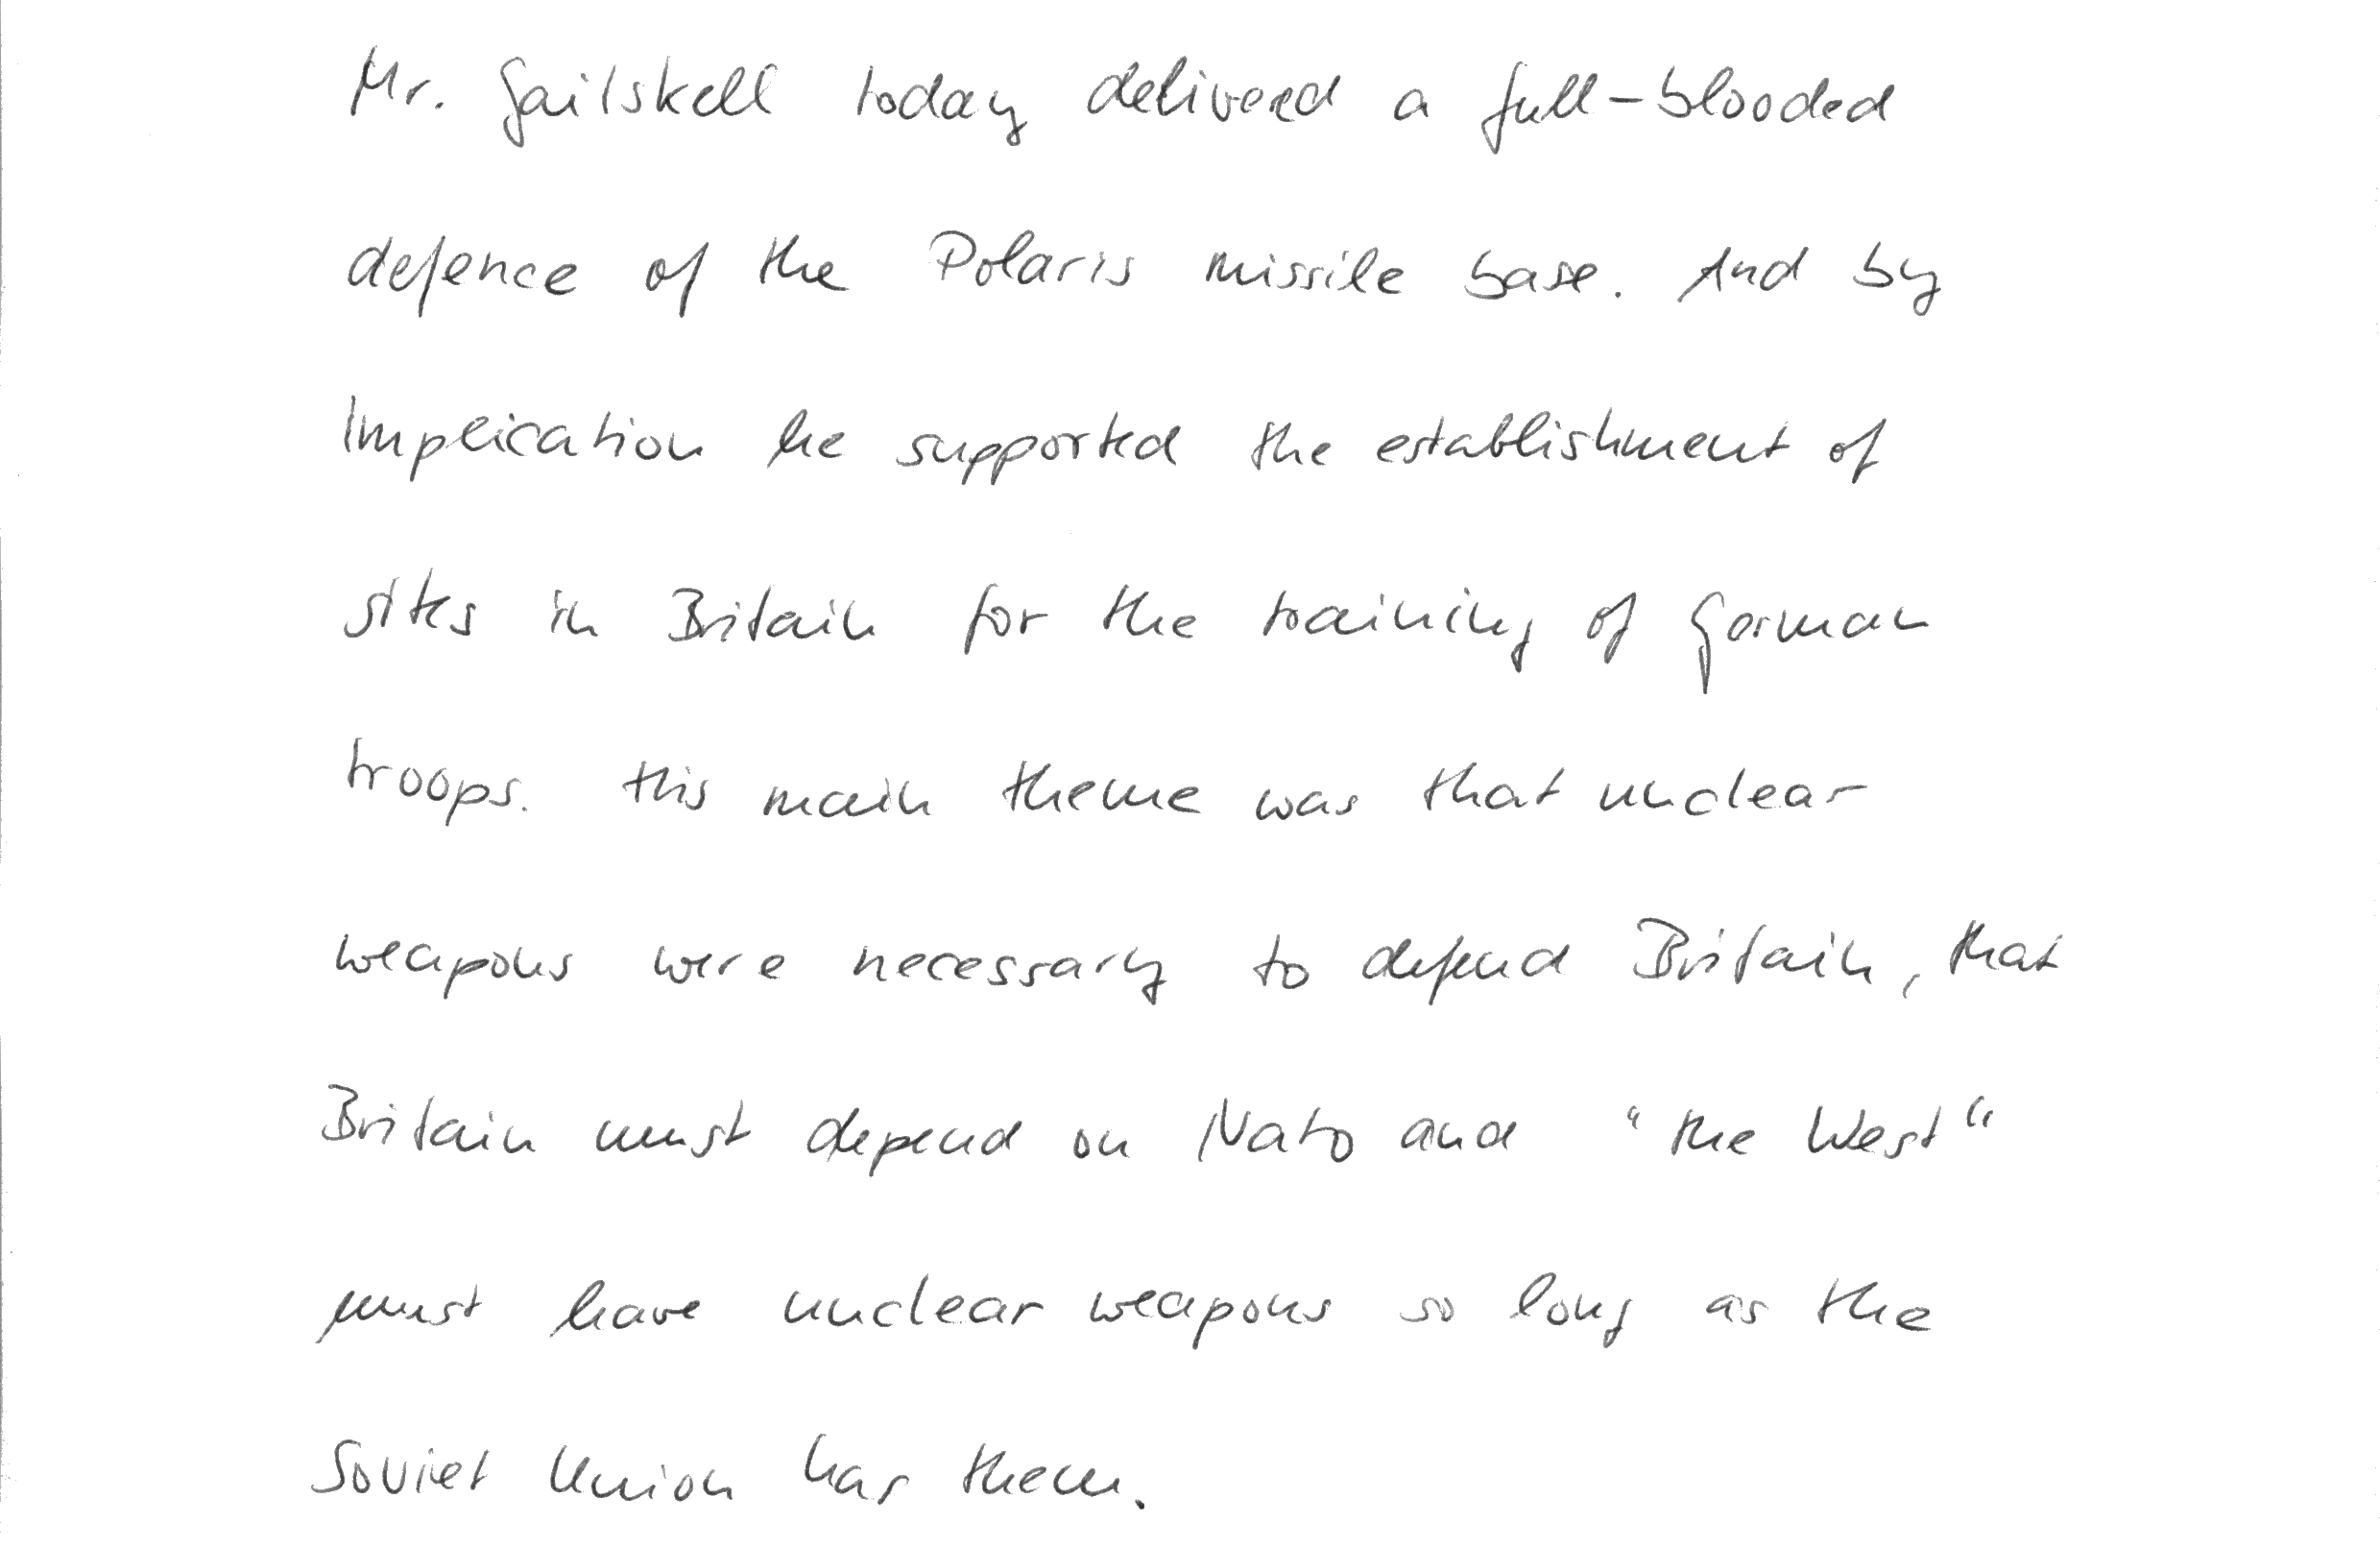 Mr. Gaitskell today delivered a full-blooded
defence of the Polaris missile base. And by
implication he supported the establishment of
sites in Britain for the training of German
troops. His main theme was that nuclear
weapons were necessary to defend Britain, that
Britain must depend on Nato and "the West"
must have nuclear weapons so long as the
Soviet Union has them.